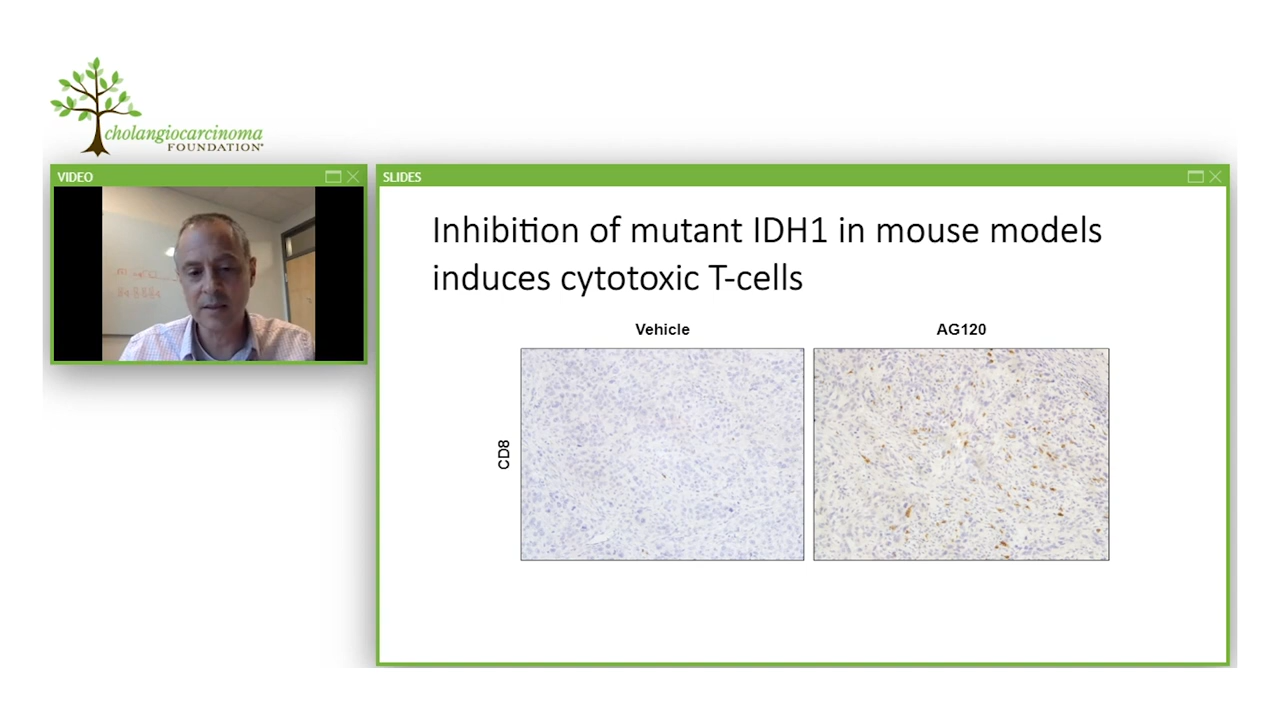 cholangiocarcinoma
FOUNDATION
VIDEO
SLIDES
Inhibition of mutant IDH1 in mouse models
induces cytotoxic T-cells
Vehicle
AG120
CD8